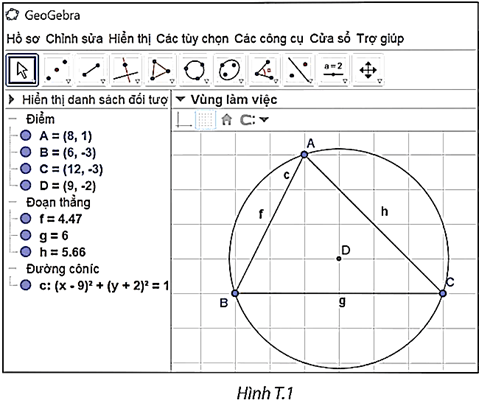 GeoGebra
Hồ sơ Chỉnh sửa Hiển thị Các tùy chọn Các công cụ Cửa sổ Trợ giúp
a = 2
Hiển thị danh sách đối tượ
Vùng làm việc
Điểm
A = (8, 1)
B = (6, -3)
C = (12, -3)
D = (9, -2)
Đoạn thẳng
f = 4.47
g = 6
h = 5.66
Đường cônic
c: (x - 9)² + (y + 2)² = 1
A
c
f
h
D
B
g
C
Hình T.1